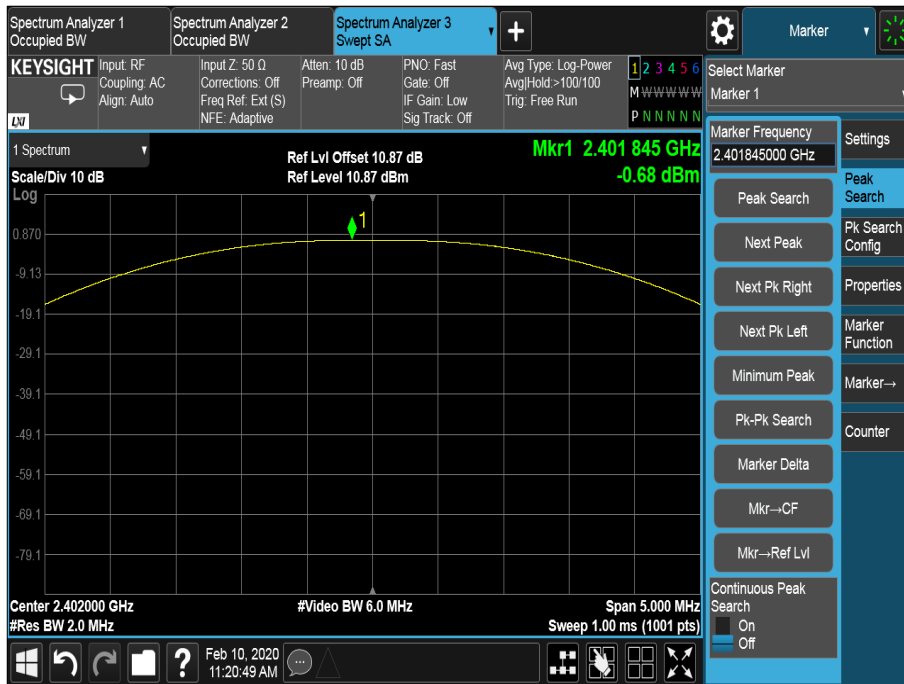 Spectrum Analyzer 1
Occupied BW
Spectrum Analyzer 2
Occupied BW
Spectrum Analyzer 3
Swept SA
+
Marker
KEYSIGHT
LXI
Input: RF
Coupling: AC
Align: Auto
Input Z: 50 Ω
Corrections: Off
Freq Ref: Ext (S)
NFE: Adaptive
Atten: 10 dB
Preamp: Off
PNO: Fast
Gate: Off
IF Gain: Low
Sig Track: Off
Avg Type: Log-Power
Avg|Hold:>100/100
Trig: Free Run
1 2 3 4 5 6
M W W W W W
P N N N N N
Select Marker
Marker 1
1 Spectrum
Scale/Div 10 dB
Log
Ref Lvl Offset 10.87 dB
Ref Level 10.87 dBm
Mkr1 2.401 845 GHz
-0.68 dBm
1
0.870
-9.13
-19.1
-29.1
-39.1
-49.1
-59.1
-69.1
-79.1
Center 2.402000 GHz
#Res BW 2.0 MHz
#Video BW 6.0 MHz
Span 5.000 MHz
Sweep 1.00 ms (1001 pts)
Marker Frequency
2.401845000 GHz
Peak Search
Next Peak
Next Pk Right
Next Pk Left
Minimum Peak
Pk-Pk Search
Marker Delta
Mkr→CF
Mkr→Ref Lvl
Continuous Peak
Search
On
Off
Settings
Peak
Search
Pk Search
Config
Properties
Marker
Function
Marker→
Counter
?
Feb 10, 2020
11:20:49 AM